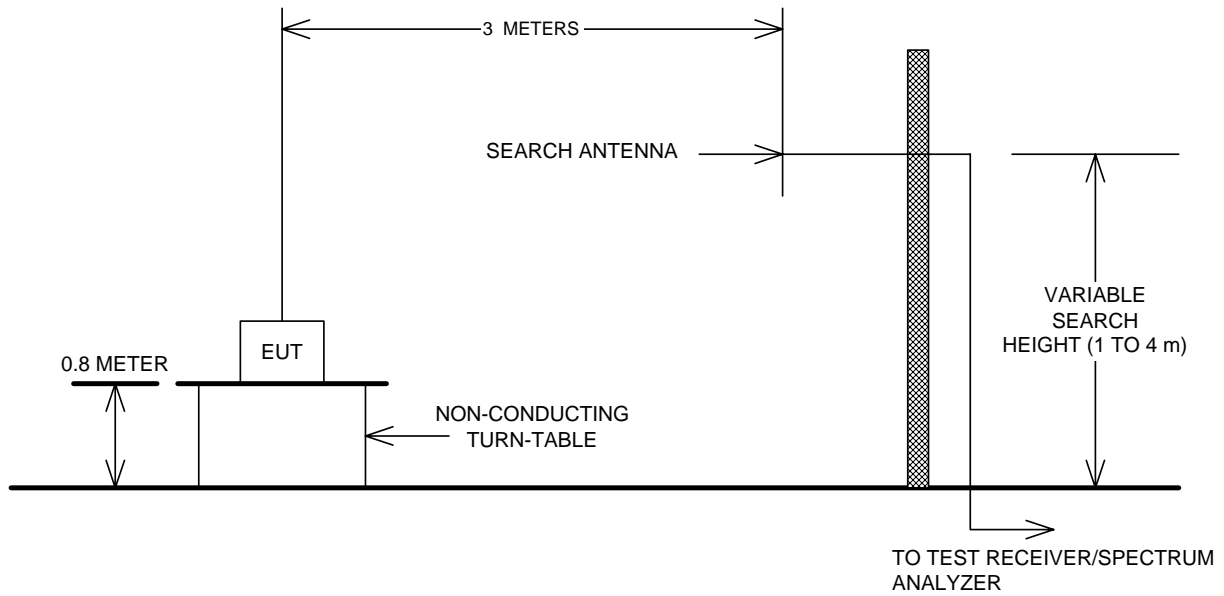 3 METERS
SEARCH ANTENNA
EUT
0.8 METER
NON-CONDUCTING
TURN-TABLE
VARIABLE
SEARCH
HEIGHT (1 TO 4 m)
TO TEST RECEIVER/SPECTRUM
ANALYZER